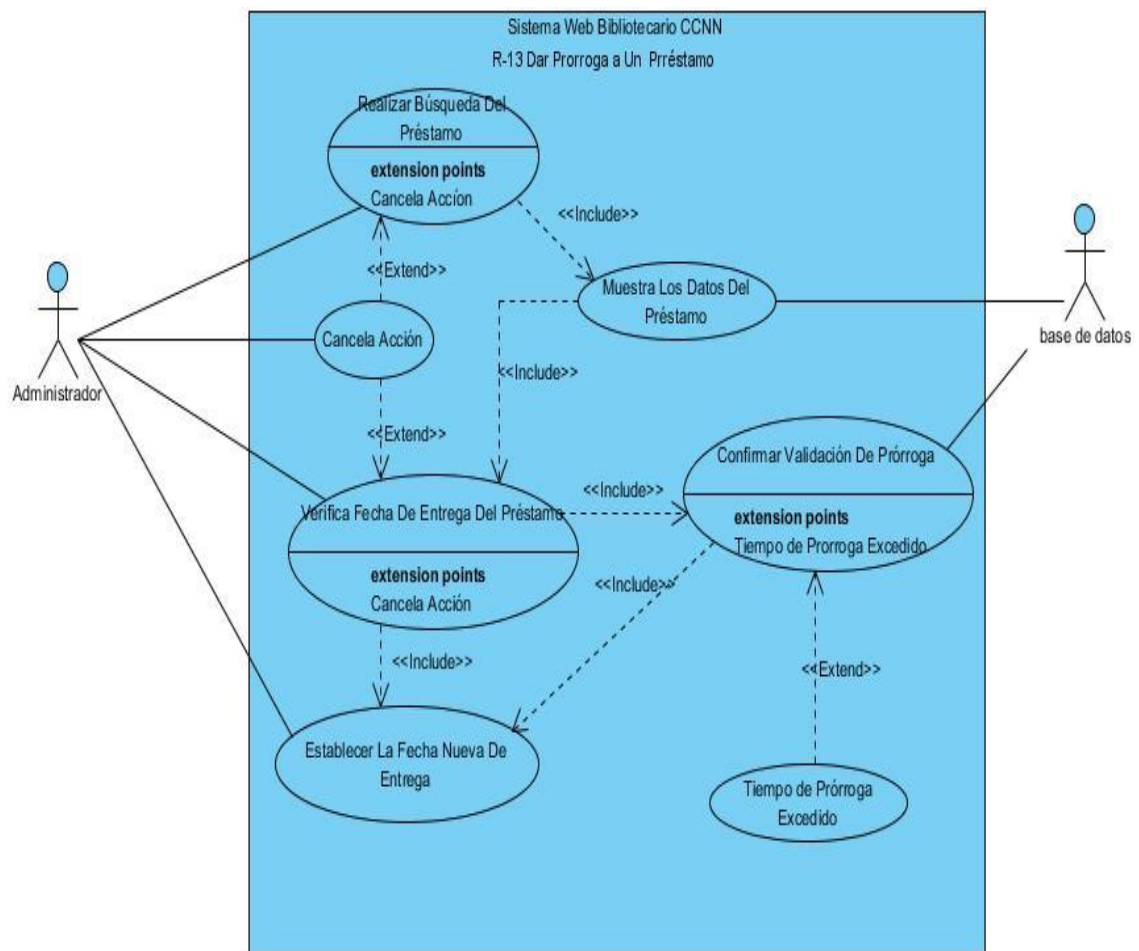 Sistema Web Bibliotecario CCNN
R-13 Dar Prorroga a Un Prréstamo
Realizar Búsqueda Del
Préstamo
extension points
Cancela Acción
<<Include>>
<<Extend>>
Muestra Los Datos Del
Préstamo
Cancela Acción
Administrador
base de datos
<<Include>>
<<Extend>>
Confirmar Validación De Prórroga
extension points
Tiempo de Prorroga Excedido
<<Include>>
Verifica Fecha De Entrega Del Préstamo
extension points
Cancela Acción
<<Include>>
<<Include>>
<<Extend>>
Establecer La Fecha Nueva De
Entrega
Tiempo de Prórroga
Excedido